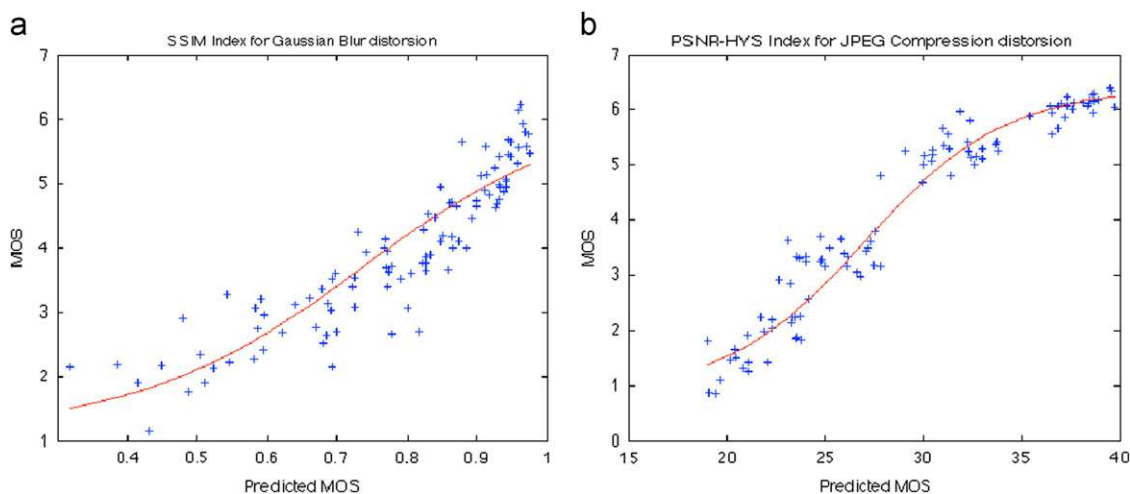 a
SSIM Index for Gaussian Blur distorsion
7
6
5
4
3
2
1
MOS
0.4 0.5 0.6 0.7 0.8 0.9 1
Predicted MOS
b
PSNR-HYS Index for JPEG Compression distorsion
7
6
5
4
3
2
1
0
MOS
15 20 25 30 35 40
Predicted MOS